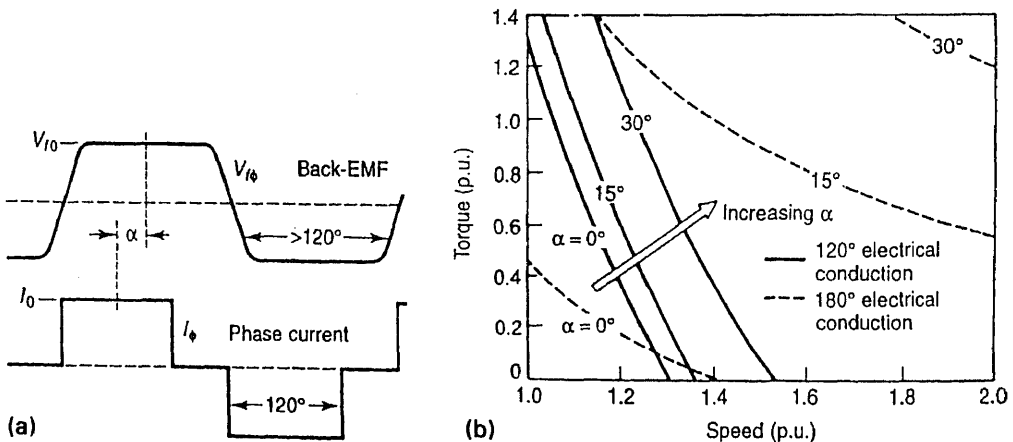 V_f0
V_fϕ
Back-EMF
α
>120°
I_0
I_ϕ
Phase current
120°
(a)
1.4
1.2
1.0
0.8
0.6
0.4
0.2
0
Torque (p.u.)
30°
30°
15°
15°
Increasing α
α = 0°
α = 0°
120° electrical
conduction
180° electrical
conduction
1.0
1.2
1.4
1.6
1.8
2.0
Speed (p.u.)
(b)